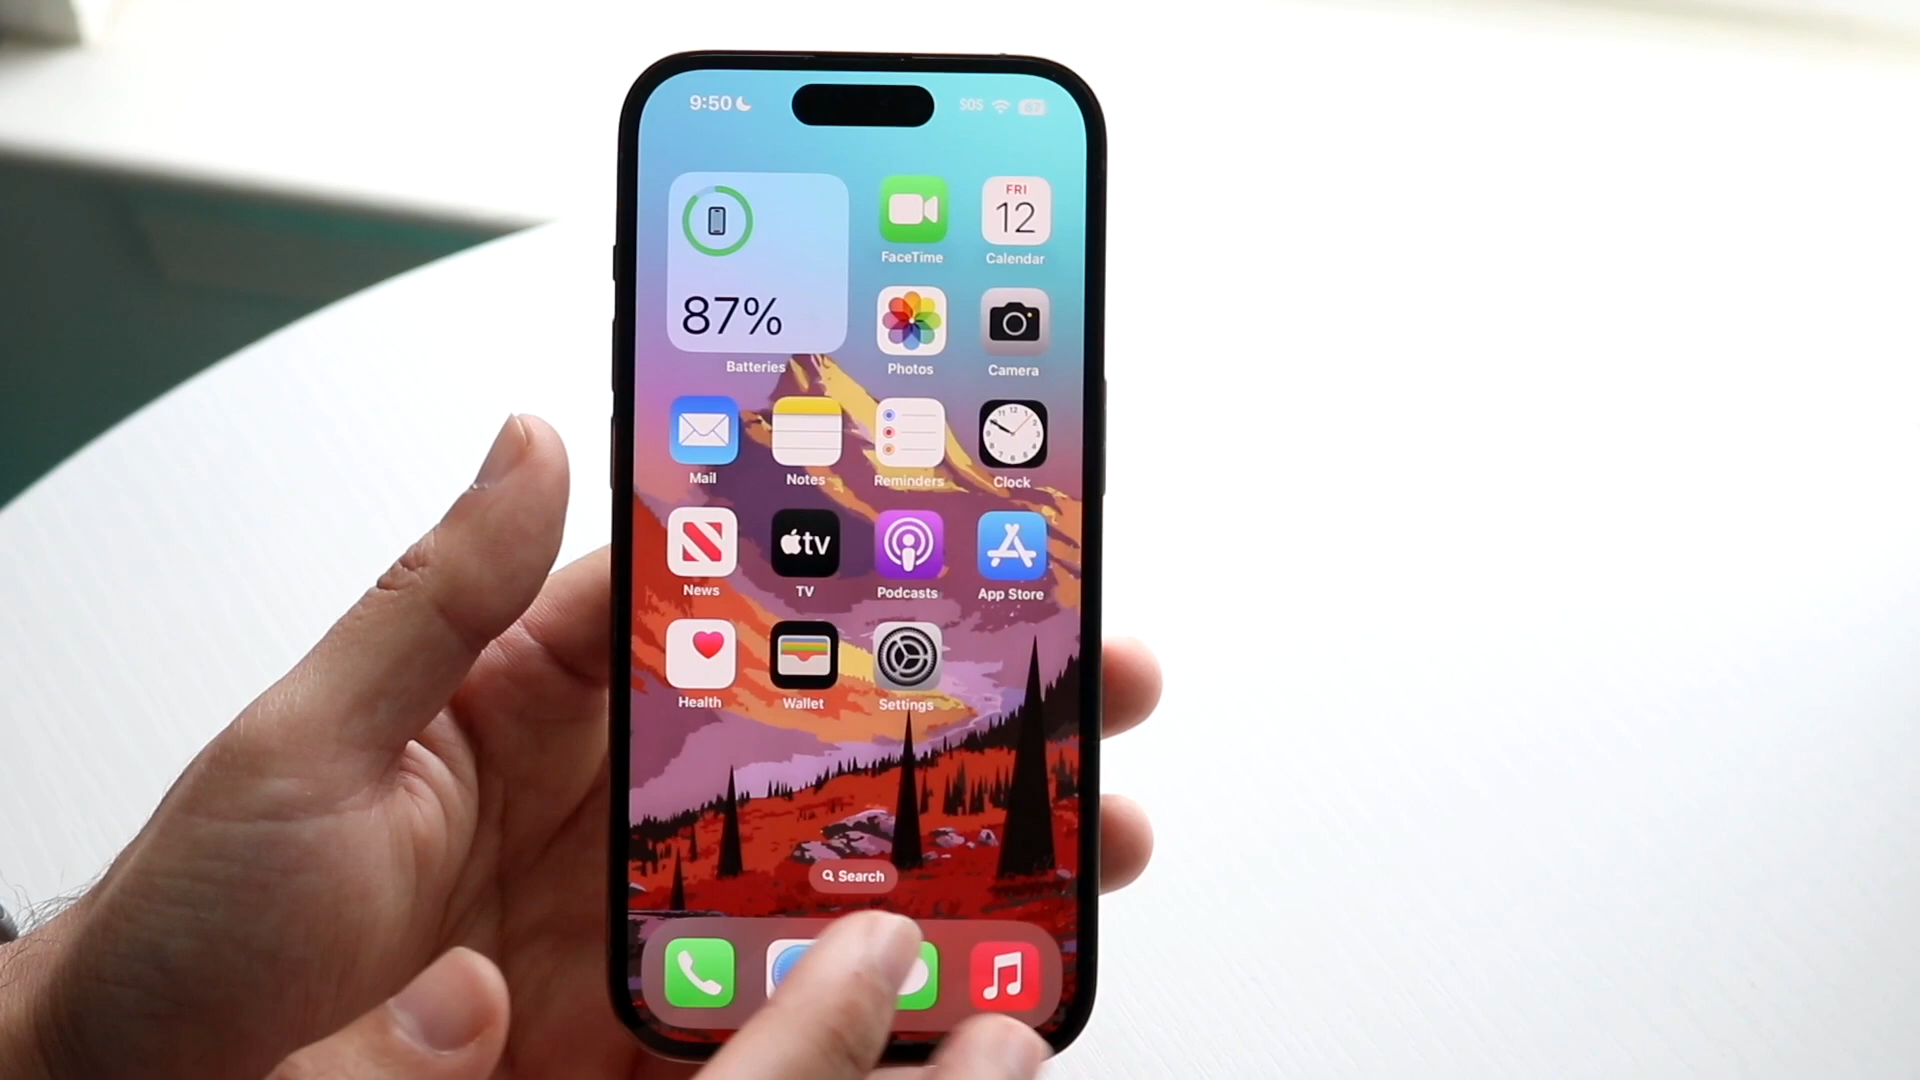 9:50
SOS
87%
Batteries
FaceTime
FRI
12
Calendar
Photos
Camera
Mail
Notes
Reminders
Clock
News
tv
TV
Podcasts
App Store
Health
Wallet
Settings
Search